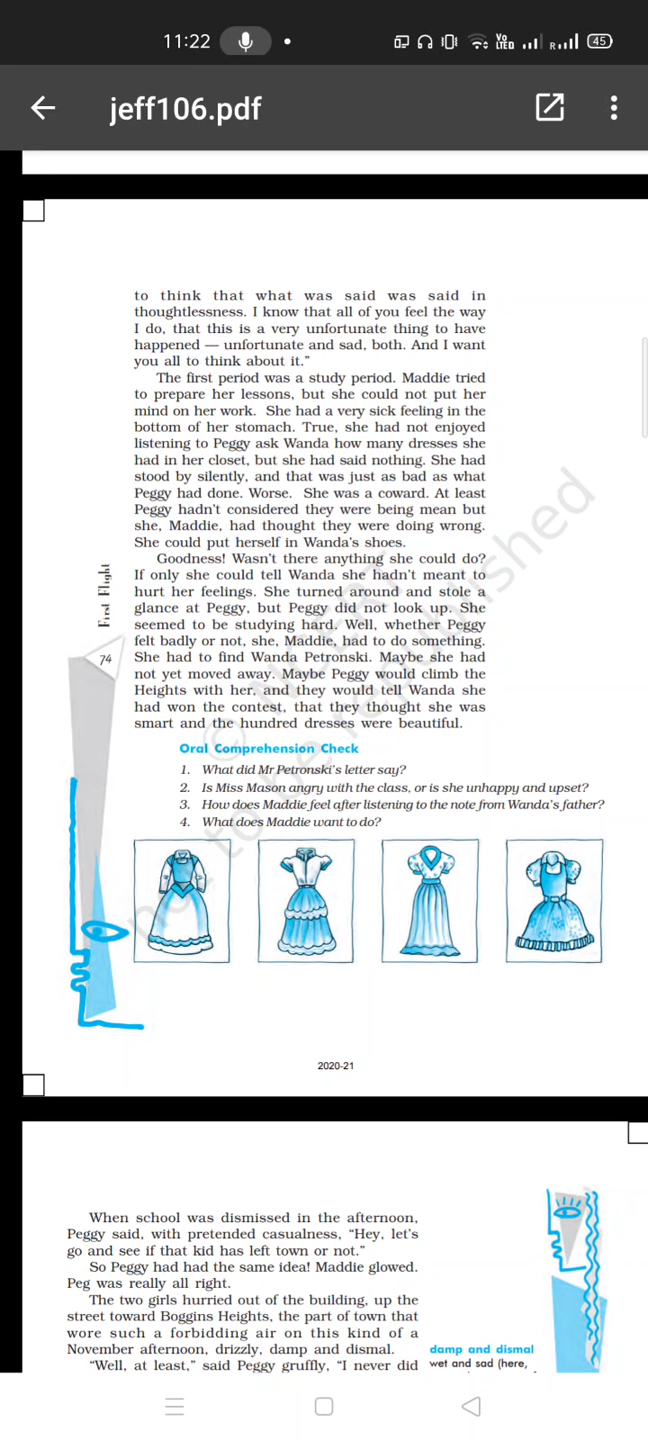 11:22
Vo
LTED
R
45
jeff106.pdf
to think that what was said was said in
thoughtlessness. I know that all of you feel the way
I do, that this is a very unfortunate thing to have
happened — unfortunate and sad, both. And I want
you all to think about it."
The first period was a study period. Maddie tried
to prepare her lessons, but she could not put her
mind on her work. She had a very sick feeling in the
bottom of her stomach. True, she had not enjoyed
listening to Peggy ask Wanda how many dresses she
had in her closet, but she had said nothing. She had
stood by silently, and that was just as bad as what
Peggy had done. Worse. She was a coward. At least
Peggy hadn't considered they were being mean but
she, Maddie, had thought they were doing wrong.
She could put herself in Wanda's shoes.
Goodness! Wasn't there anything she could do?
If only she could tell Wanda she hadn't meant to
hurt her feelings. She turned around and stole a
glance at Peggy, but Peggy did not look up. She
seemed to be studying hard. Well, whether Peggy
felt badly or not, she, Maddie, had to do something.
She had to find Wanda Petronski. Maybe she had
not yet moved away. Maybe Peggy would climb the
Heights with her, and they would tell Wanda she
had won the contest, that they thought she was
smart and the hundred dresses were beautiful.
First Flight
74
Oral Comprehension Check
1. What did Mr Petronski's letter say?
2. Is Miss Mason angry with the class, or is she unhappy and upset?
3. How does Maddie feel after listening to the note from Wanda's father?
4. What does Maddie want to do?
© NCERT
not to be republished
2020-21
When school was dismissed in the afternoon,
Peggy said, with pretended casualness, "Hey, let's
go and see if that kid has left town or not."
So Peggy had had the same idea! Maddie glowed.
Peg was really all right.
The two girls hurried out of the building, up the
street toward Boggins Heights, the part of town that
wore such a forbidding air on this kind of a
November afternoon, drizzly, damp and dismal.
"Well, at least," said Peggy gruffly, "I never did
damp and dismal
wet and sad (here,